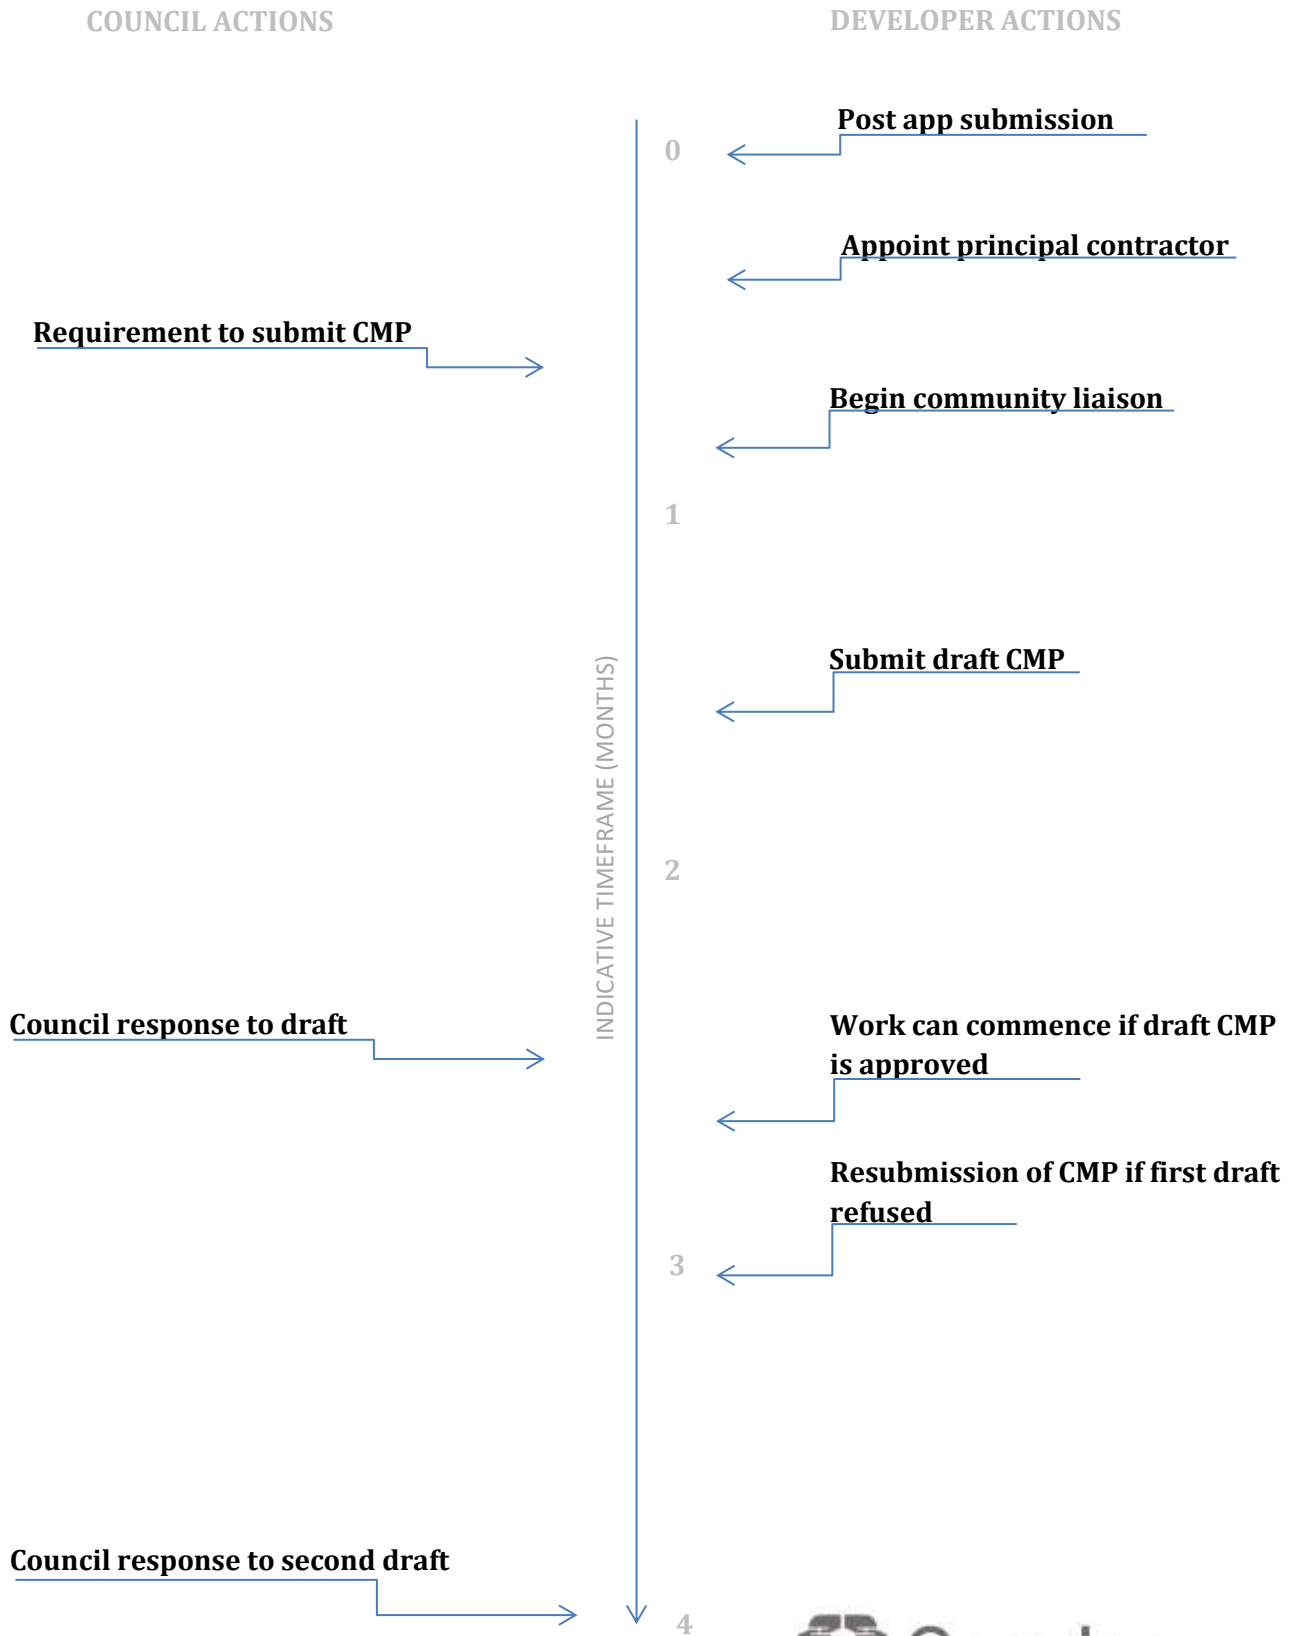 COUNCIL ACTIONS
DEVELOPER ACTIONS
Post app submission
0
Appoint principal contractor
Requirement to submit CMP
Begin community liaison
1
Submit draft CMP
INDICATIVE TIMEFRAME (MONTHS)
2
Council response to draft
Work can commence if draft CMP
is approved
Resubmission of CMP if first draft
refused
3
Council response to second draft
4